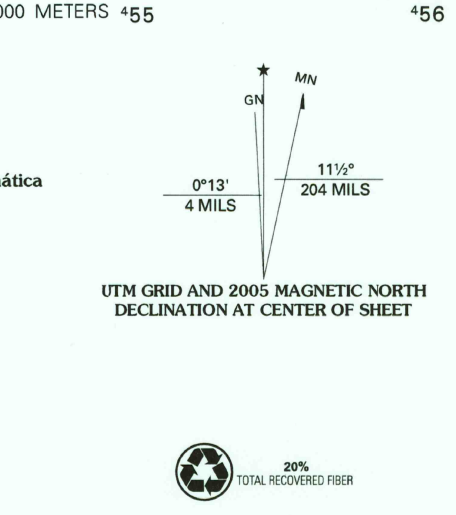 000 METERS ⁴55
⁴56
MN
GN
ática
0°13'
4 MILS
11½°
204 MILS
UTM GRID AND 2005 MAGNETIC NORTH
DECLINATION AT CENTER OF SHEET
20%
TOTAL RECOVERED FIBER